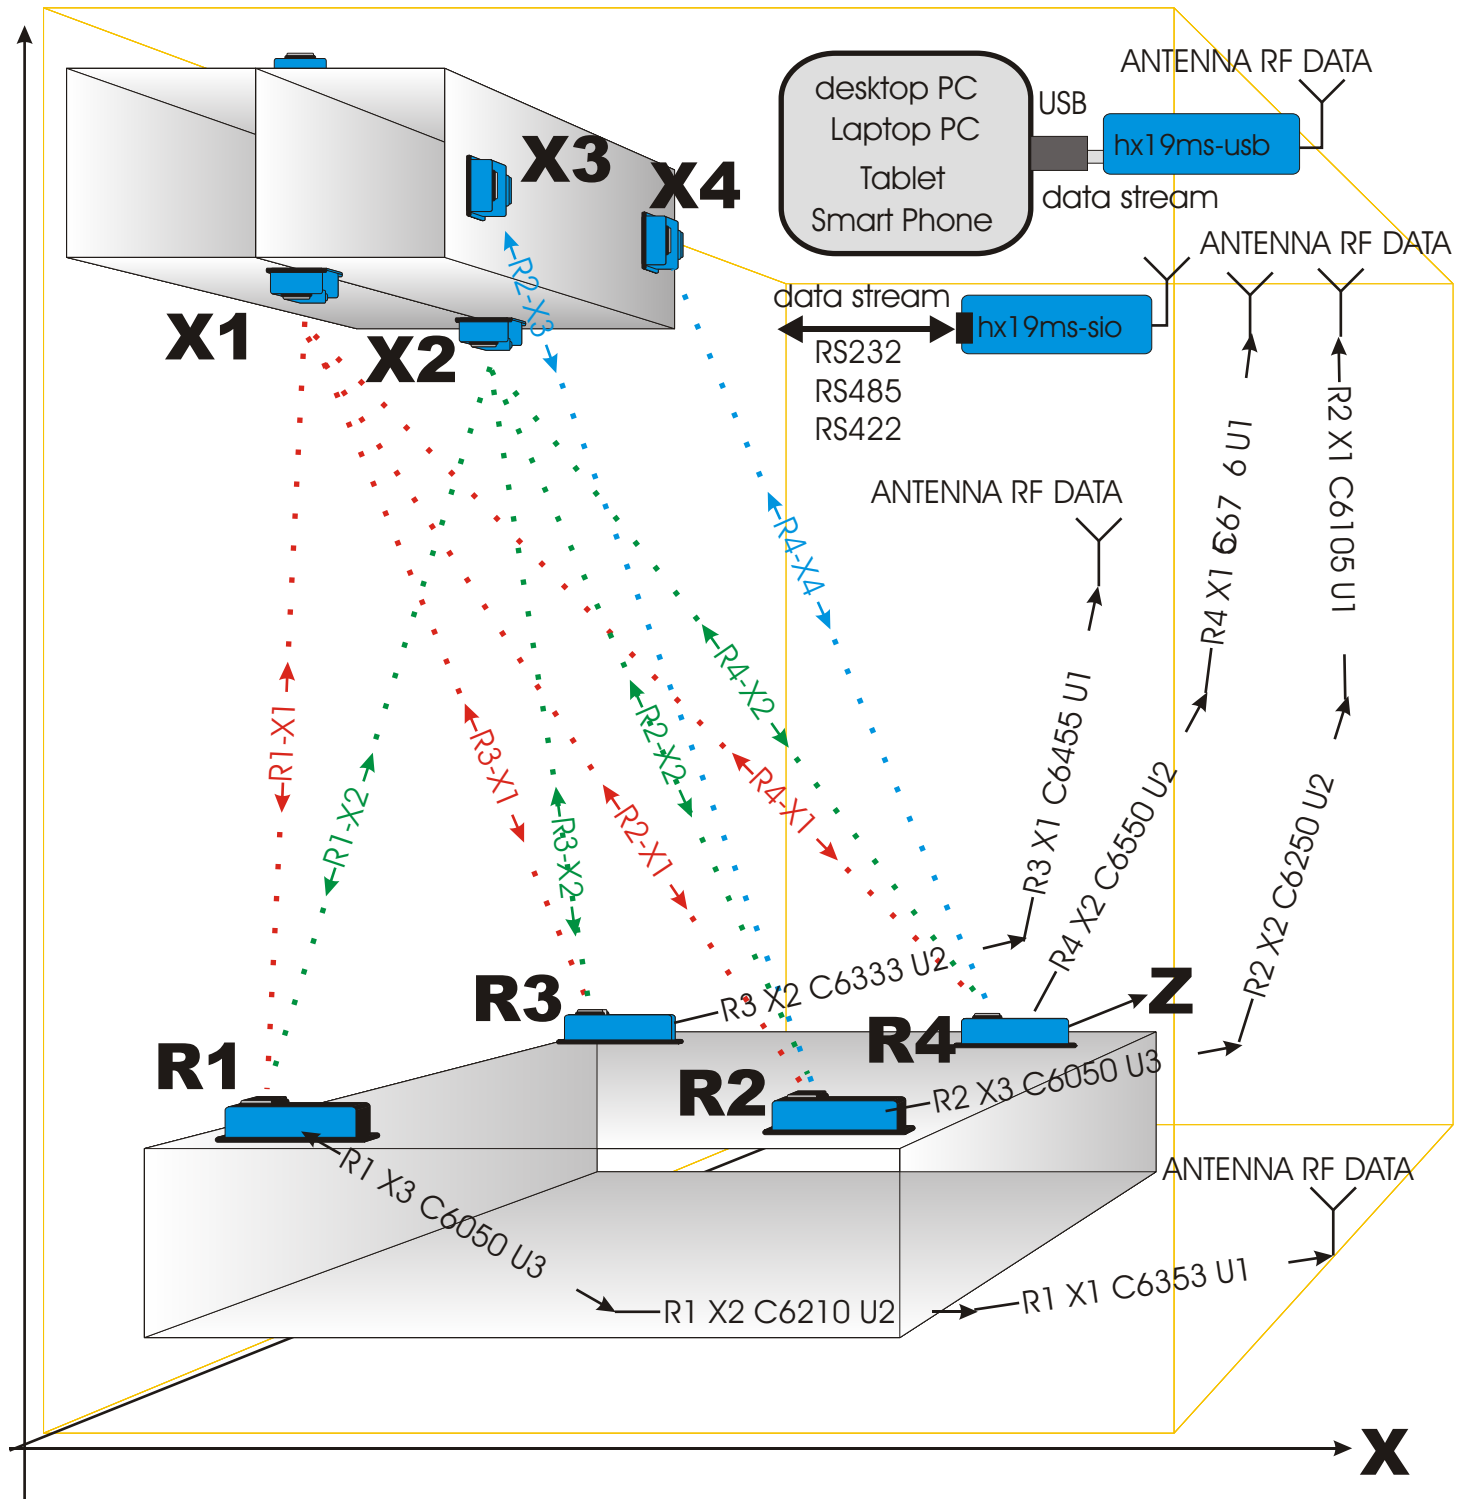 desktop PC
Laptop PC
Tablet
Smart Phone
USB
ANTENNA RF DATA
hx19ms-usb
data stream
X3
X4
ANTENNA RF DATA
data stream
hx19ms-sio
RS232
RS485
RS422
X1
X2
R2-X3
R4-X4
ANTENNA RF DATA
R4 X1
6 U1
R2 X1 C6105 U1
R1-X1
R1-X2
R3-X1
R3-X2
R2-X1
R2-X2
R4-X2
R4-X1
R3 X1 C6455 U1
R4 X2 C6550 U2
R2 X2 C6250 U2
R3
R3 X2 C6333 U2
R4
Z
R1
R2
R2 X3 C6050 U3
R1 X3 C6050 U3
R1 X2 C6210 U2
R1 X1 C6353 U1
ANTENNA RF DATA
X